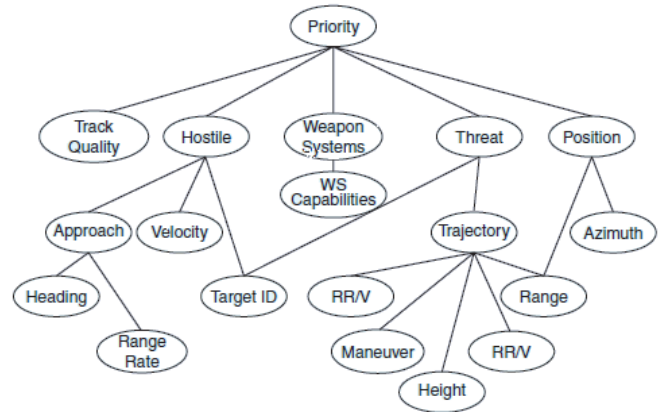 Priority
Track
Quality
Hostile
Weapon
Systems
Threat
Position
WS
Capabilities
Approach
Velocity
Trajectory
Azimuth
Heading
Target ID
RR/V
Range
Range
Rate
Maneuver
RR/V
Height